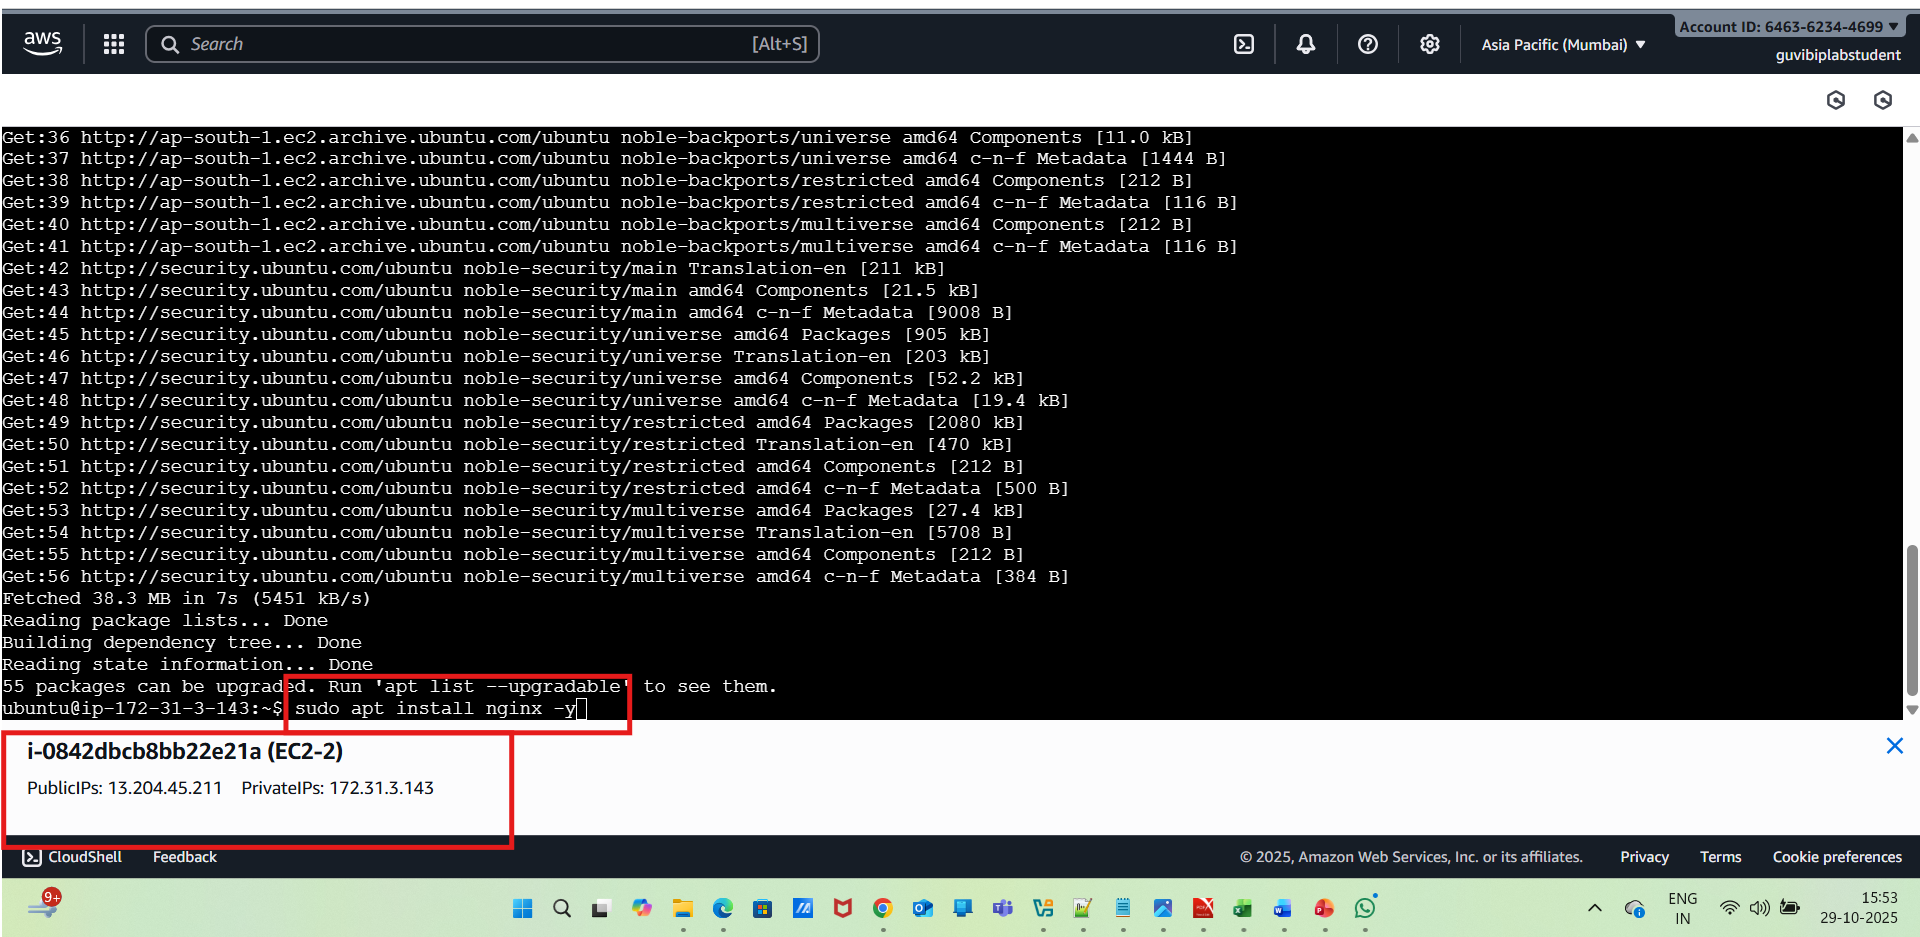 aws
Search [Alt+S]
Asia Pacific (Mumbai) ▼
Account ID: 6463-6234-4699 ▼
guvibiplabstudent
Get:36 http://ap-south-1.ec2.archive.ubuntu.com/ubuntu noble-backports/universe amd64 Components [11.0 kB]
Get:37 http://ap-south-1.ec2.archive.ubuntu.com/ubuntu noble-backports/universe amd64 c-n-f Metadata [1444 B]
Get:38 http://ap-south-1.ec2.archive.ubuntu.com/ubuntu noble-backports/restricted amd64 Components [212 B]
Get:39 http://ap-south-1.ec2.archive.ubuntu.com/ubuntu noble-backports/restricted amd64 c-n-f Metadata [116 B]
Get:40 http://ap-south-1.ec2.archive.ubuntu.com/ubuntu noble-backports/multiverse amd64 Components [212 B]
Get:41 http://ap-south-1.ec2.archive.ubuntu.com/ubuntu noble-backports/multiverse amd64 c-n-f Metadata [116 B]
Get:42 http://security.ubuntu.com/ubuntu noble-security/main Translation-en [211 kB]
Get:43 http://security.ubuntu.com/ubuntu noble-security/main amd64 Components [21.5 kB]
Get:44 http://security.ubuntu.com/ubuntu noble-security/main amd64 c-n-f Metadata [9008 B]
Get:45 http://security.ubuntu.com/ubuntu noble-security/universe amd64 Packages [905 kB]
Get:46 http://security.ubuntu.com/ubuntu noble-security/universe Translation-en [203 kB]
Get:47 http://security.ubuntu.com/ubuntu noble-security/universe amd64 Components [52.2 kB]
Get:48 http://security.ubuntu.com/ubuntu noble-security/universe amd64 c-n-f Metadata [19.4 kB]
Get:49 http://security.ubuntu.com/ubuntu noble-security/restricted amd64 Packages [2080 kB]
Get:50 http://security.ubuntu.com/ubuntu noble-security/restricted Translation-en [470 kB]
Get:51 http://security.ubuntu.com/ubuntu noble-security/restricted amd64 Components [212 B]
Get:52 http://security.ubuntu.com/ubuntu noble-security/restricted amd64 c-n-f Metadata [500 B]
Get:53 http://security.ubuntu.com/ubuntu noble-security/multiverse amd64 Packages [27.4 kB]
Get:54 http://security.ubuntu.com/ubuntu noble-security/multiverse Translation-en [5708 B]
Get:55 http://security.ubuntu.com/ubuntu noble-security/multiverse amd64 Components [212 B]
Get:56 http://security.ubuntu.com/ubuntu noble-security/multiverse amd64 c-n-f Metadata [384 B]
Fetched 38.3 MB in 7s (5451 kB/s)
Reading package lists... Done
Building dependency tree... Done
Reading state information... Done
55 packages can be upgraded. Run 'apt list --upgradable' to see them.
ubuntu@ip-172-31-3-143:~$ sudo apt install nginx -y
i-0842dbcb8bb22e21a (EC2-2)
PublicIPs: 13.204.45.211 PrivateIPs: 172.31.3.143
CloudShell Feedback © 2025, Amazon Web Services, Inc. or its affiliates. Privacy Terms Cookie preferences
9+
ENG
IN
15:53
29-10-2025